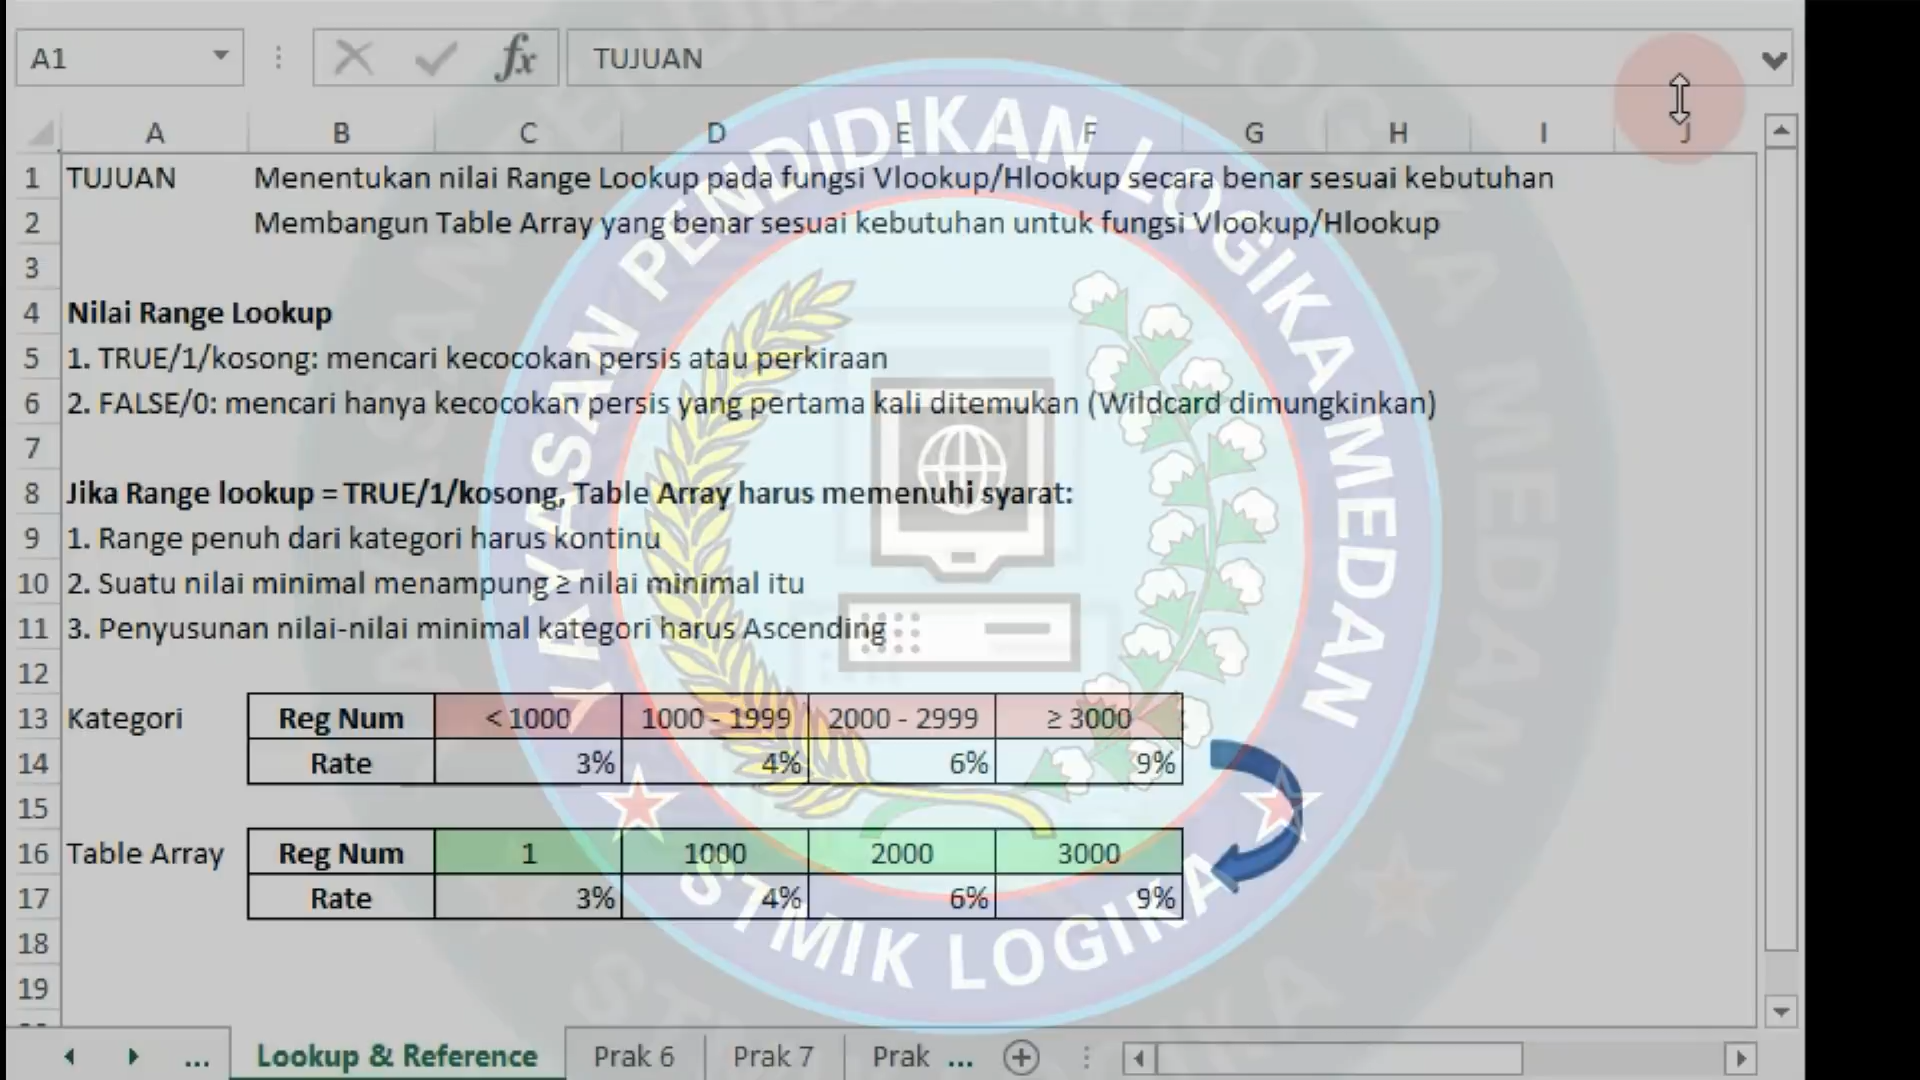 A1
fx
TUJUAN
A B C D E F G H I J
1 TUJUAN Menentukan nilai Range Lookup pada fungsi Vlookup/Hlookup secara benar sesuai kebutuhan
2 Membangun Table Array yang benar sesuai kebutuhan untuk fungsi Vlookup/Hlookup
3
4 Nilai Range Lookup
5 1. TRUE/1/kosong: mencari kecocokan persis atau perkiraan
6 2. FALSE/0: mencari hanya kecocokan persis yang pertama kali ditemukan (Wildcard dimungkinkan)
7
8 Jika Range lookup = TRUE/1/kosong, Table Array harus memenuhi syarat:
9 1. Range penuh dari kategori harus kontinu
10 2. Suatu nilai minimal menampung ≥ nilai minimal itu
11 3. Penyusunan nilai-nilai minimal kategori harus Ascending
12
13 Kategori Reg Num < 1000 1000 - 1999 2000 - 2999 ≥ 3000
14 Rate 3% 4% 6% 9%
15
16 Table Array Reg Num 1 1000 2000 3000
17 Rate 3% 4% 6% 9%
18
19
... Lookup & Reference Prak 6 Prak 7 Prak ...
YAYASAN PENDIDIKAN LOGIKA MEDAN
STMIK LOGIKA